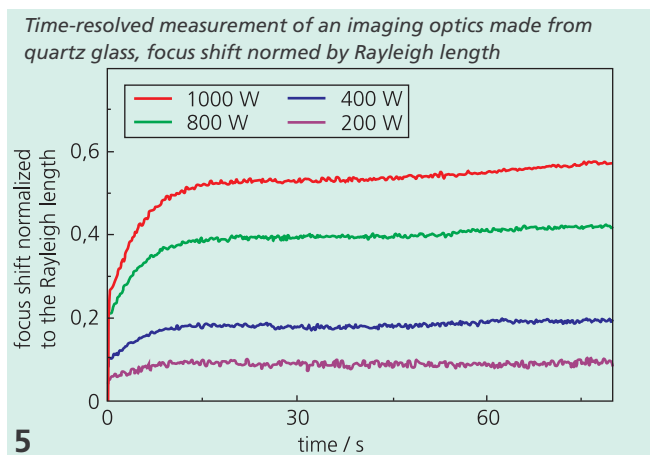 Time-resolved measurement of an imaging optics made from
quartz glass, focus shift normed by Rayleigh length
focus shift normalized
to the Rayleigh length
0,6
0,4
0,2
0
1000 W
400 W
800 W
200 W
0
30
60
time / s
5